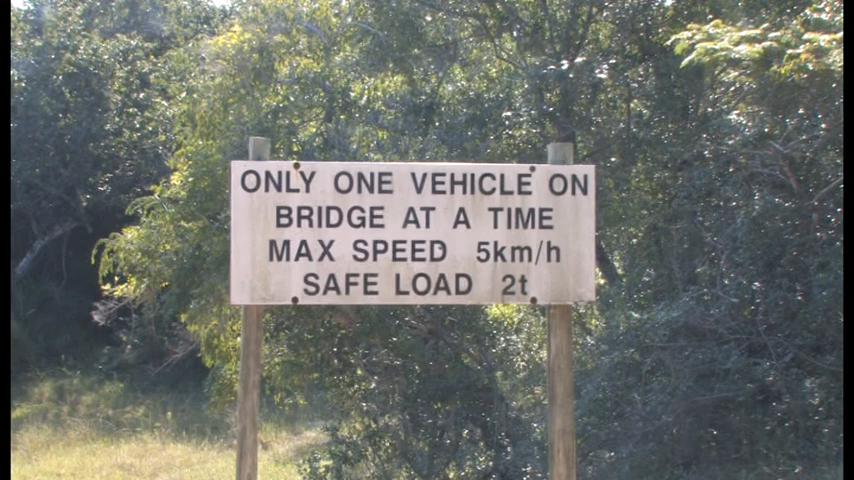 ONLY ONE VEHICLE ON
BRIDGE AT A TIME
MAX SPEED 5km/h
SAFE LOAD 2t